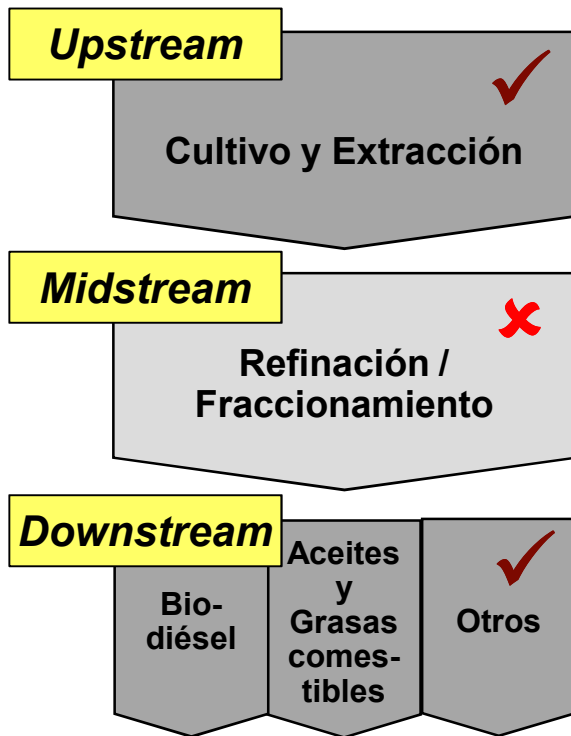 Upstream
Cultivo y Extracción
Midstream
Refinación /
Fraccionamiento
Downstream
Bio-
diésel
Aceites
y
Grasas
comes-
tibles
Otros